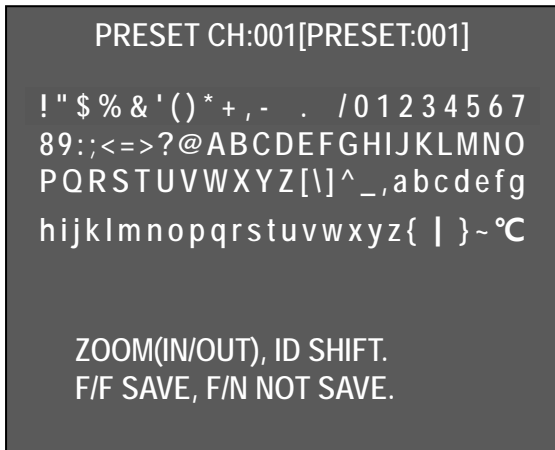 PRESET CH:001[PRESET:001]
! " $ % & ' ( ) * + , - . / 0 1 2 3 4 5 6 7
8 9 : ; < = > ? @ A B C D E F G H I J K L M N O
P Q R S T U V W X Y Z [ \ ] ^ _ , a b c d e f g
h i j k l m n o p q r s t u v w x y z { | } ~ ℃
ZOOM(IN/OUT), ID SHIFT.
F/F SAVE, F/N NOT SAVE.